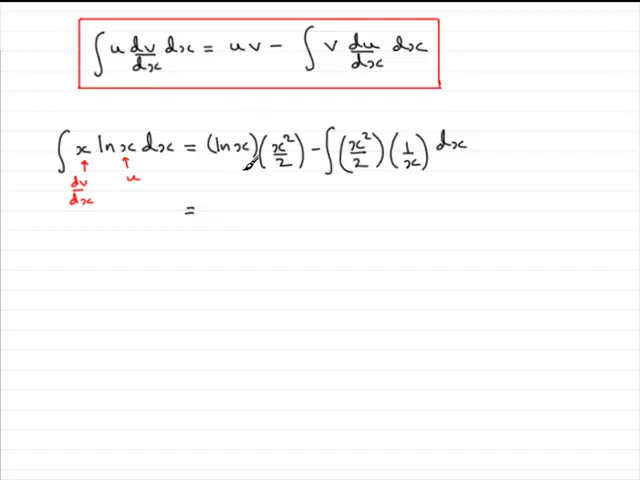 ∫ u dv/dx dx = uv − ∫ v du/dx dx
∫ x ln x dx = (ln x)(x²/2) − ∫ (x²/2)(1/x) dx
dv/dx u
=